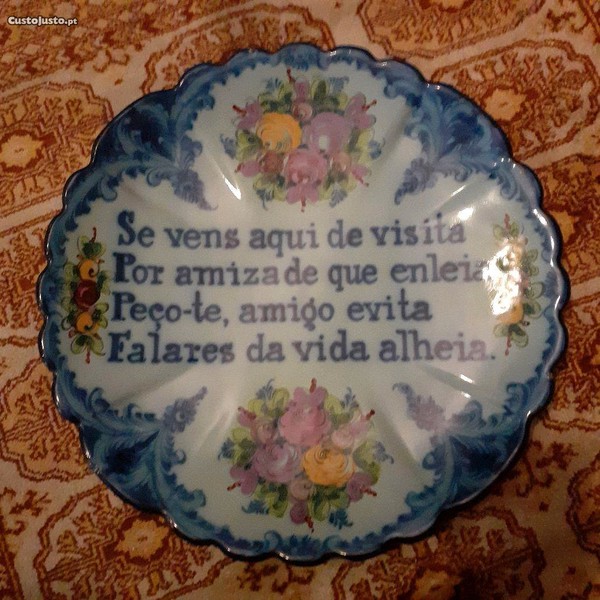 CustoJusto.pt
Se vens aqui de visita
Por amizade que enleia
Peço-te, amigo evita
Falares da vida alheia.